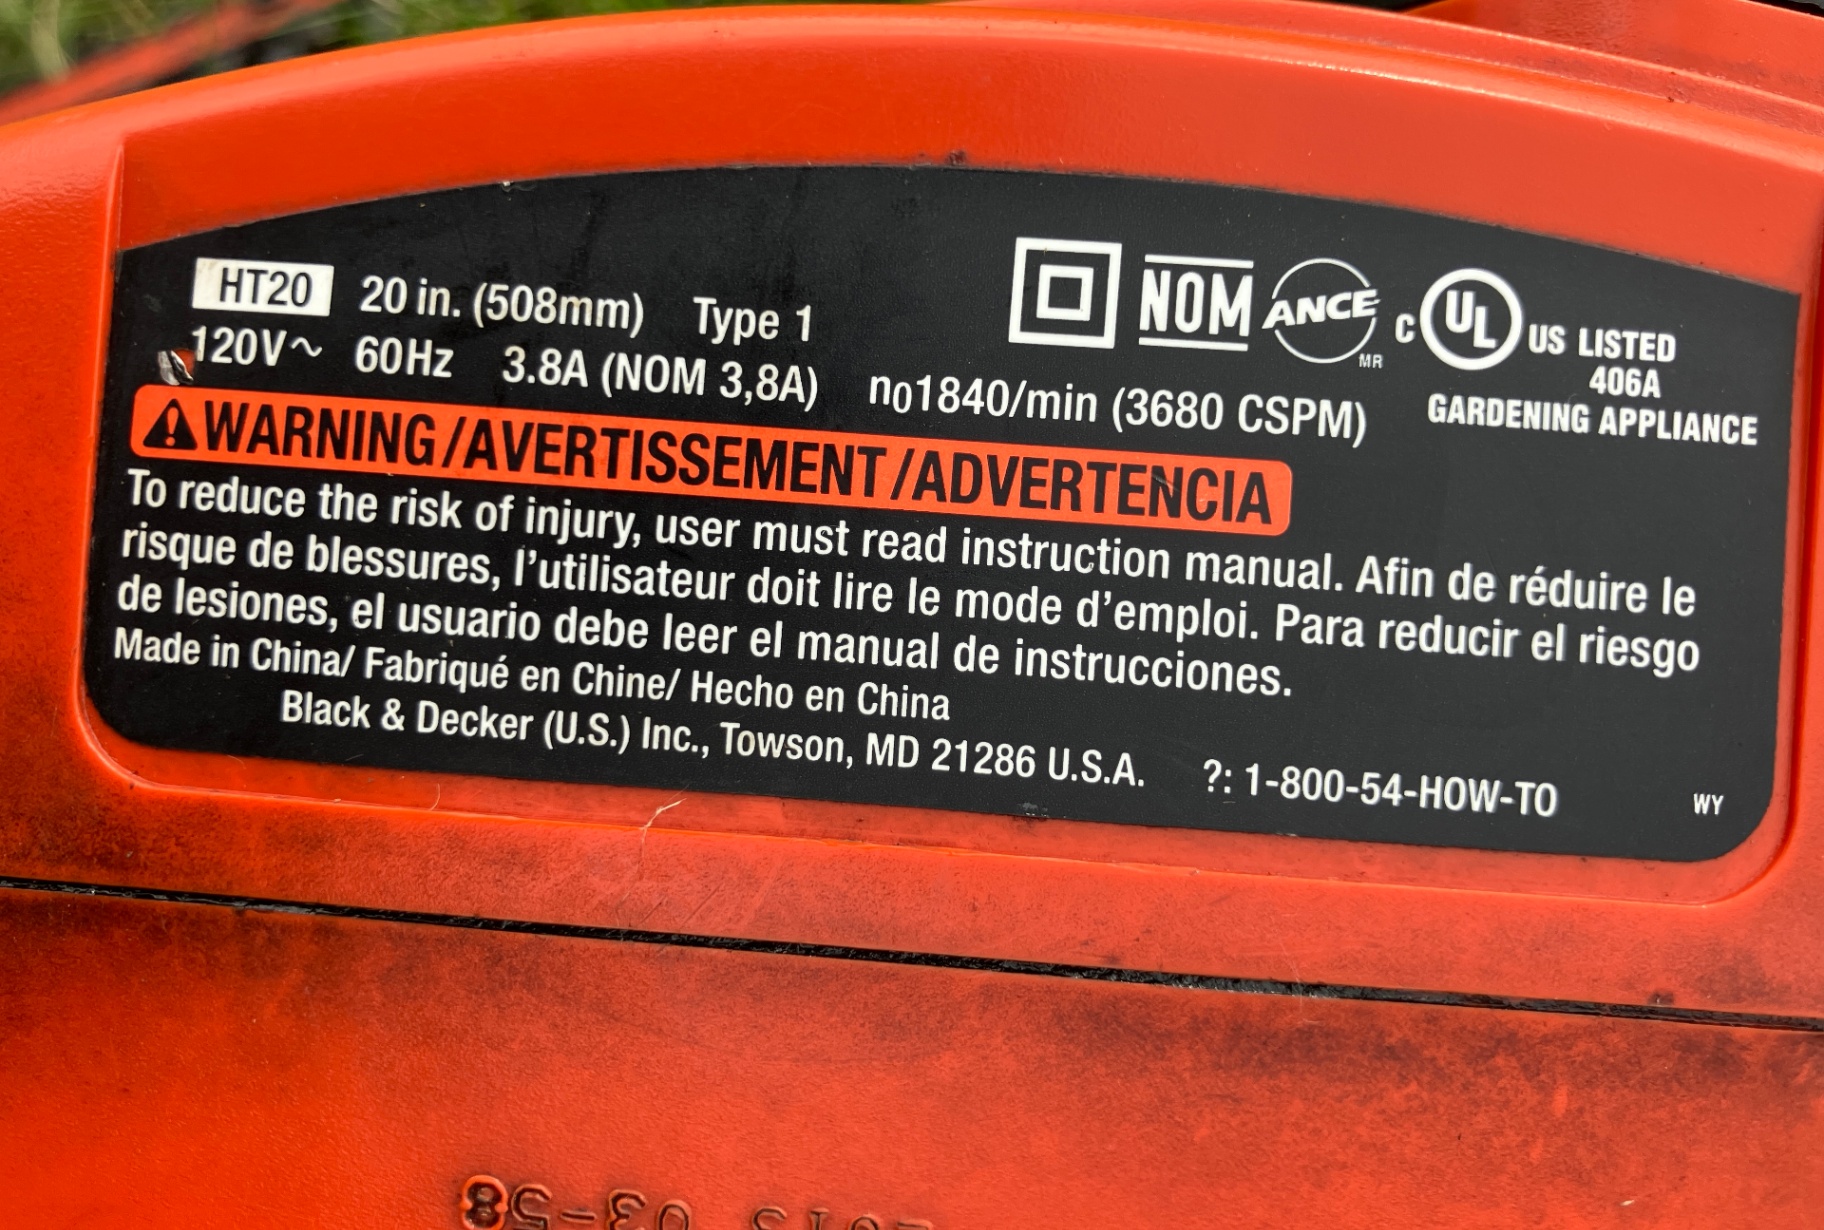 HT20 20 in. (508mm) Type 1
NOM ANCE MR C UL US LISTED
406A
GARDENING APPLIANCE
120V~ 60Hz 3.8A (NOM 3,8A) n01840/min (3680 CSPM)
WARNING/AVERTISSEMENT/ADVERTENCIA
To reduce the risk of injury, user must read instruction manual. Afin de réduire le
risque de blessures, l'utilisateur doit lire le mode d'emploi. Para reducir el riesgo
de lesiones, el usuario debe leer el manual de instrucciones.
Made in China/ Fabriqué en Chine/ Hecho en China
Black & Decker (U.S.) Inc., Towson, MD 21286 U.S.A. ?: 1-800-54-HOW-TO
WY